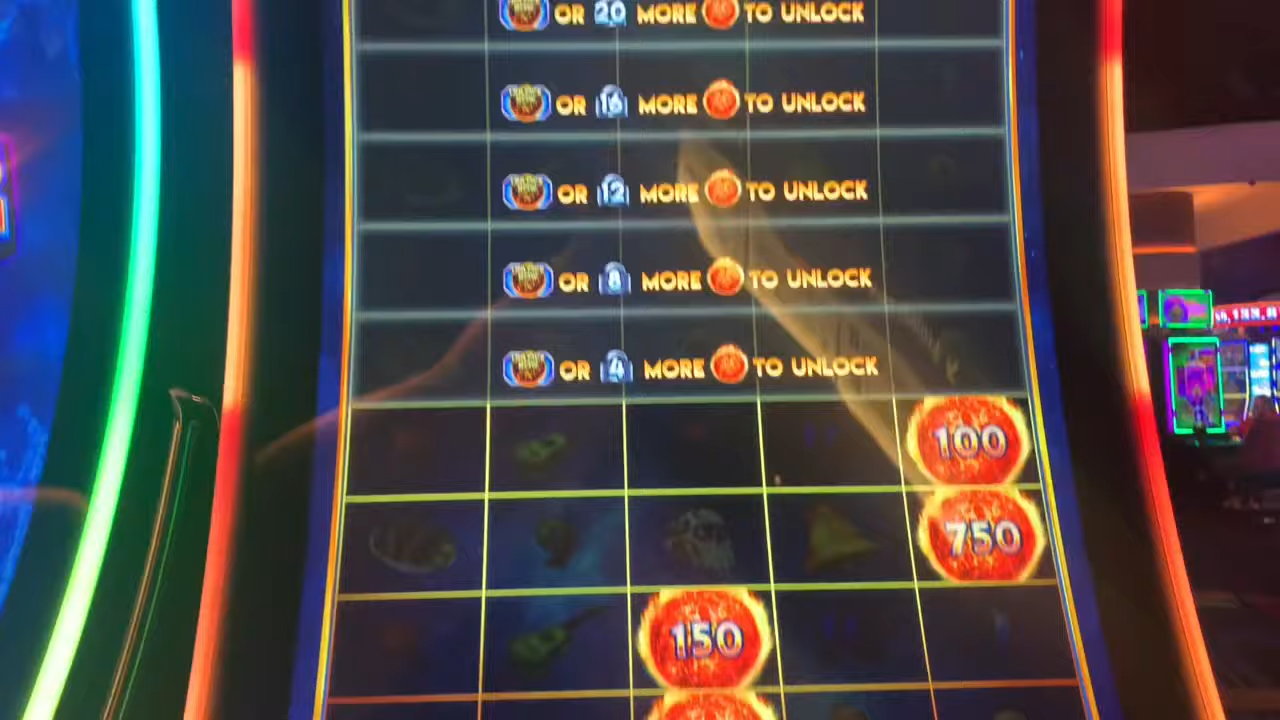 OR 20 MORE TO UNLOCK
OR 16 MORE TO UNLOCK
OR 12 MORE TO UNLOCK
OR 8 MORE TO UNLOCK
OR 4 MORE TO UNLOCK
100
750
150